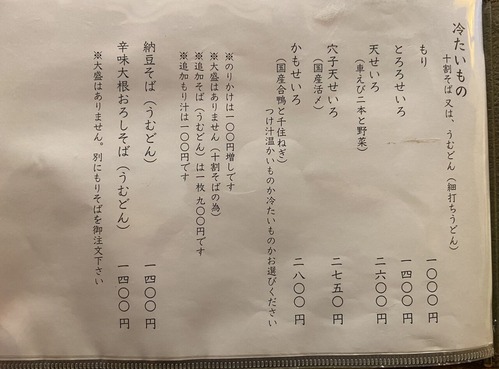 冷たいもの
十割そば 又は、うむどん（細打ちうどん）
もり　一〇〇〇円
とろろせいろ　一四〇〇円
天せいろ　二六〇〇円
（車えび二本と野菜）
穴子天せいろ　二七五〇円
（国産活〆）
かもせいろ　二八〇〇円
（国産合鴨と千住ねぎ）
つけ汁温かいものか冷たいものかお選びください
※のりかけは一〇〇円増しです
※大盛はありません（十割そばの為）
※追加そば（うむどん）は一枚 九〇〇円です
※追加もり汁は一〇〇円です
納豆そば（うむどん）　一四〇〇円
辛味大根おろしそば（うむどん）　一四〇〇円
※大盛はありません。別にもりそばを御注文下さい